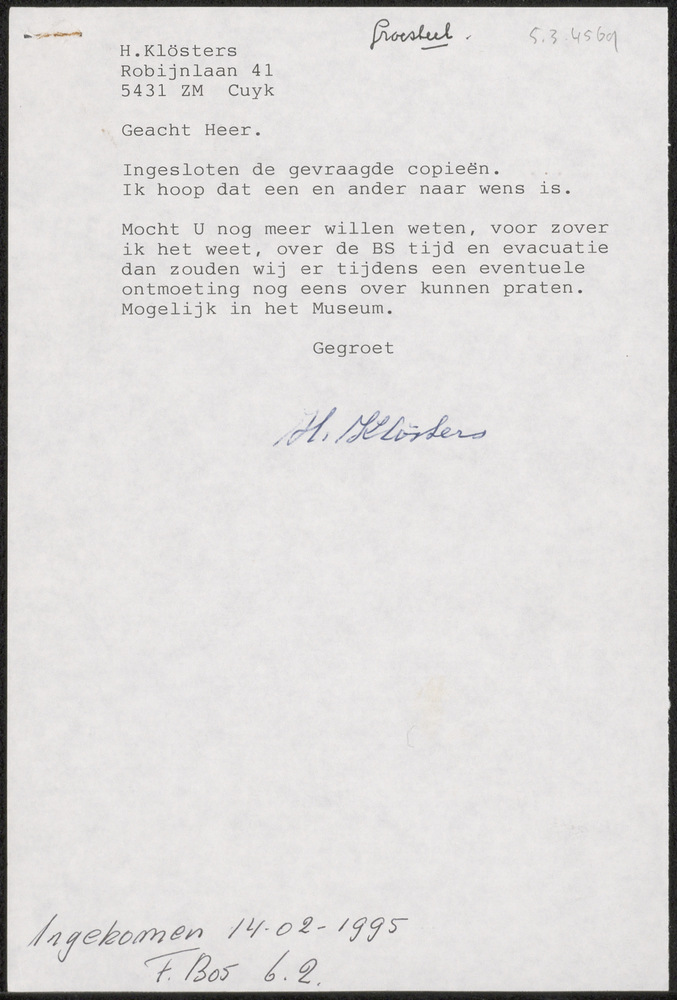 Groesbeek.
5.3.4569
H.Klösters
Robijnlaan 41
5431 ZM Cuyk
Geacht Heer.
Ingesloten de gevraagde copieën.
Ik hoop dat een en ander naar wens is.
Mocht U nog meer willen weten, voor zover
ik het weet, over de BS tijd en evacuatie
dan zouden wij er tijdens een eventuele
ontmoeting nog eens over kunnen praten.
Mogelijk in het Museum.
Gegroet
H. Klösters
Ingekomen 14-02-1995
F. Bos 6.2.